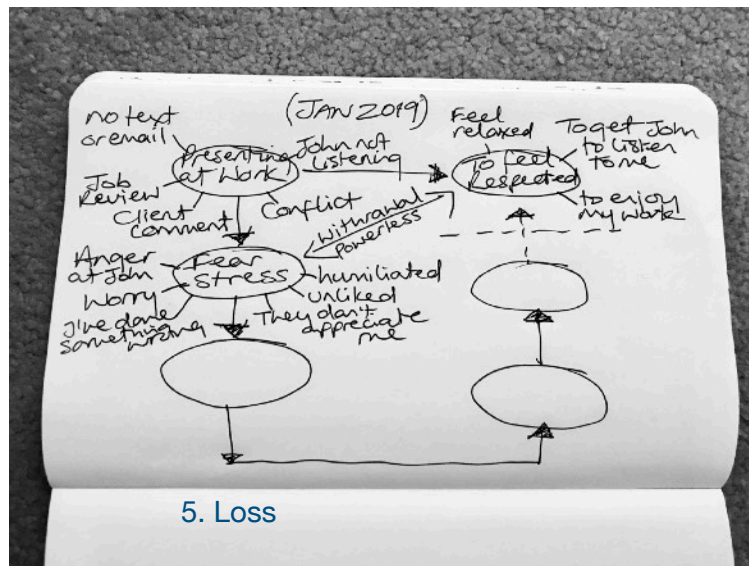 (JAN 2019)
no text
or email
Presenting
at Work
Job
Review
Client
Comment
Conflict
John not
listening
Feel
relaxed
To Feel
Respected
To get John
to listen
to me
to enjoy
my work
Withdrawal
Powerless
Fear
Stress
Anger
at John
Worry
I've done
something
wrong
humiliated
unliked
They don't
appreciate
me
5. Loss